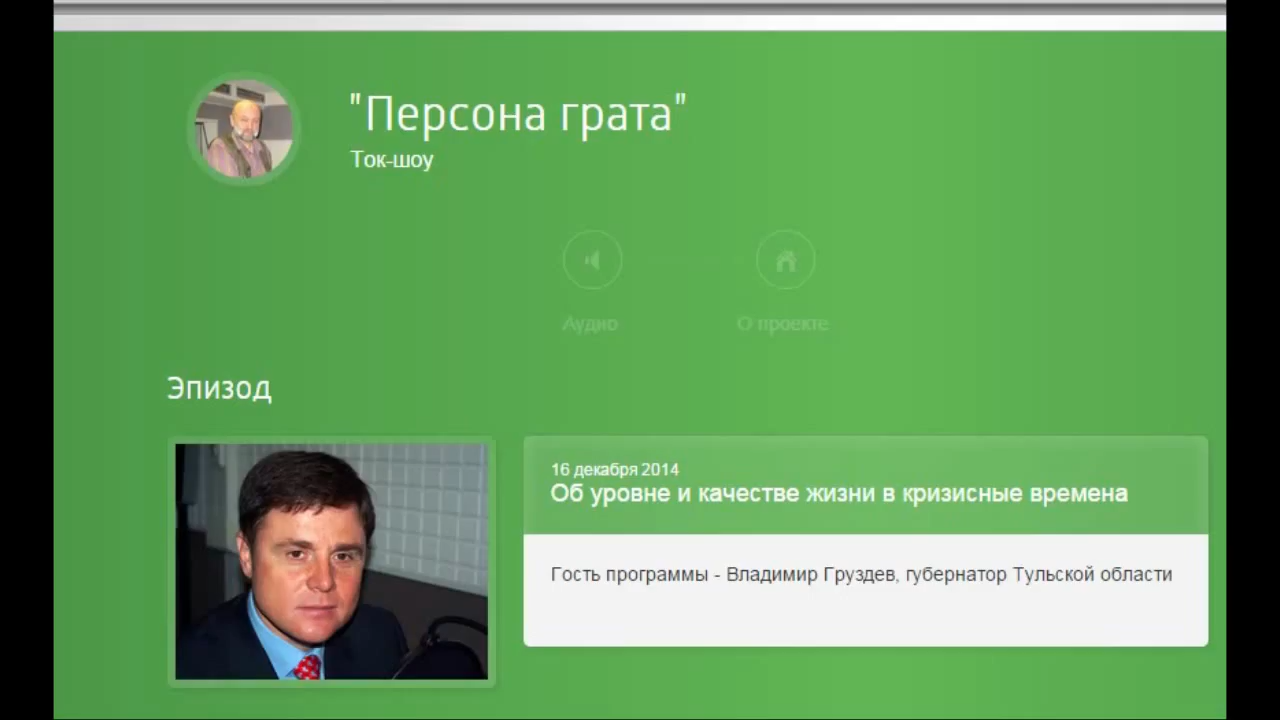 "Персона грата"
Ток-шоу
Аудио
О проекте
Эпизод
16 декабря 2014
Об уровне и качестве жизни в кризисные времена
Гость программы - Владимир Груздев, губернатор Тульской области